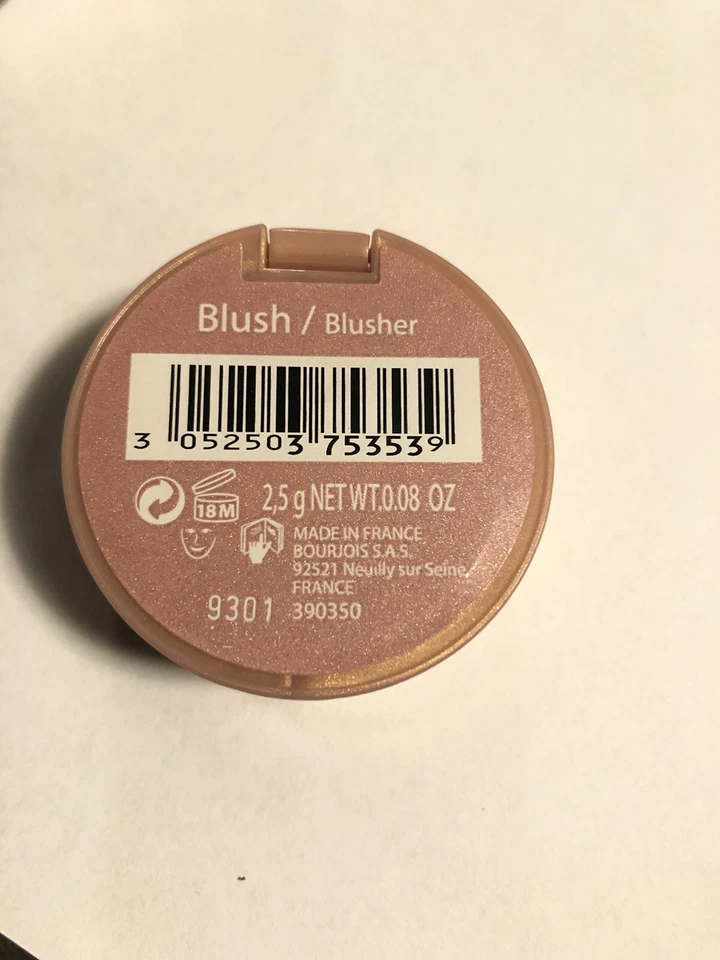 Blush / Blusher
3 052503 753539
18M
2,5 g NET WT.0.08 OZ
MADE IN FRANCE
BOURJOIS S.A.S.
92521 Neuilly sur Seine,
FRANCE
9301 390350